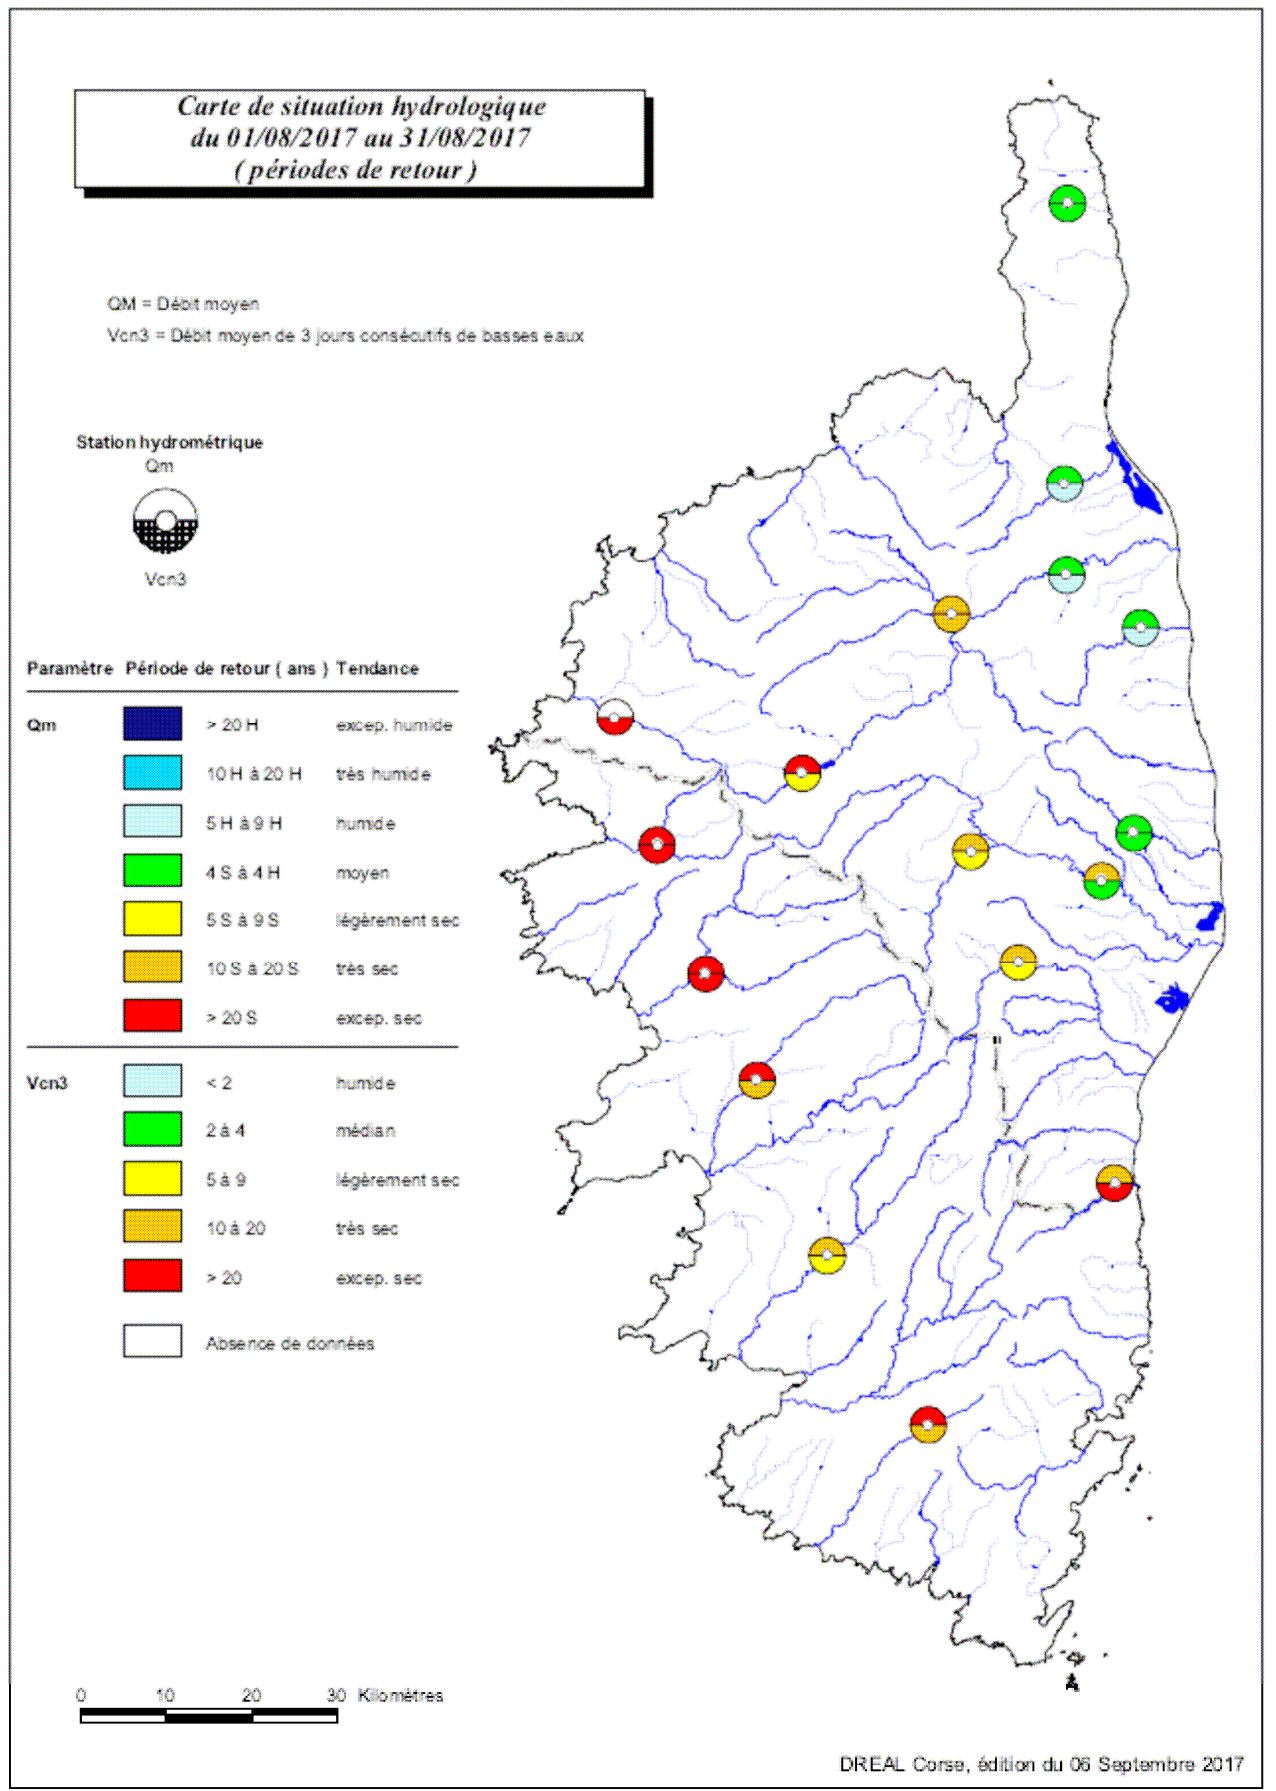 Carte de situation hydrologique
du 01/08/2017 au 31/08/2017
( périodes de retour )
QM = Débit moyen
Vcn3 = Débit moyen de 3 jours consécutifs de basses eaux
Station hydrométrique
Qm
Vcn3
Paramètre Période de retour ( ans ) Tendance
Qm > 20 H excep. humide
10 H à 20 H très humide
5 H à 9 H humide
4 S à 4 H moyen
5 S à 9 S légèrement sec
10 S à 20 S très sec
> 20 S excep. sec
Vcn3 < 2 humide
2 à 4 médian
5 à 9 légèrement sec
10 à 20 très sec
> 20 excep. sec
Absence de données
0 10 20 30 Kilomètres
DREAL Corse, édition du 06 Septembre 2017